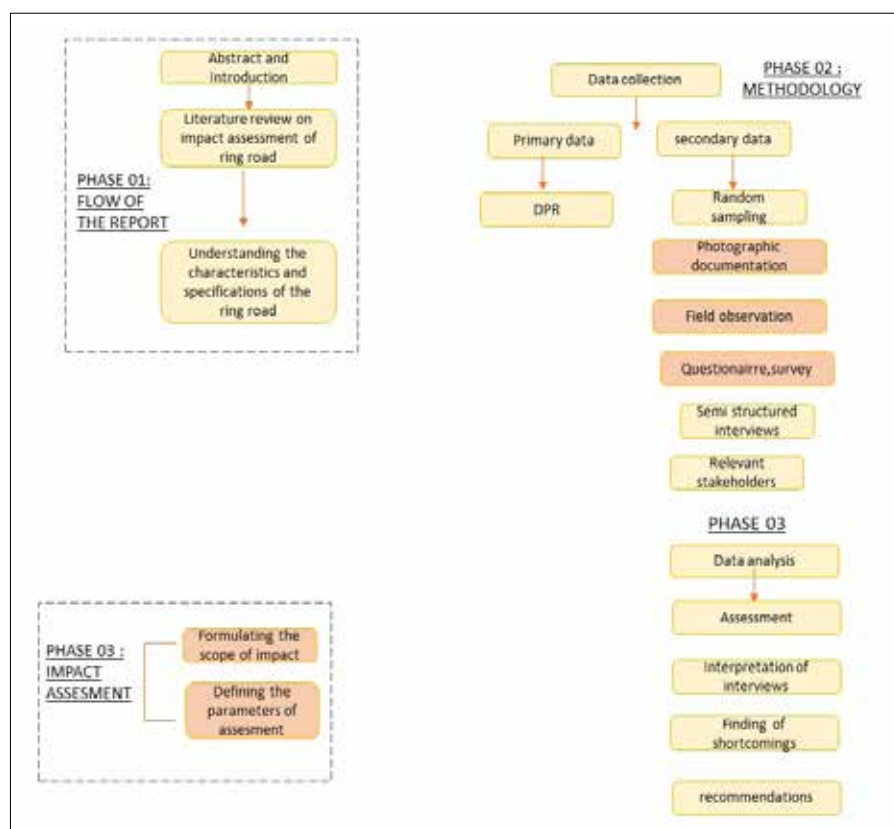 Abstract and
Introduction
Literature review on
impact assessment of
ring road
PHASE 01:
FLOW OF
THE REPORT
Understanding the
characteristics and
specifications of the
ring road
PHASE 02 :
METHODOLOGY
Data collection
Primary data
secondary data
DPR
Random
sampling
Photographic
documentation
Field observation
Questionairre,survey
Semi structured
interviews
Relevant
stakeholders
PHASE 03
Data analysis
Assessment
Interpretation of
interviews
Finding of
shortcomings
recommendations
PHASE 03 :
IMPACT
ASSESMENT
Formulating the
scope of impact
Defining the
parameters of
assesment